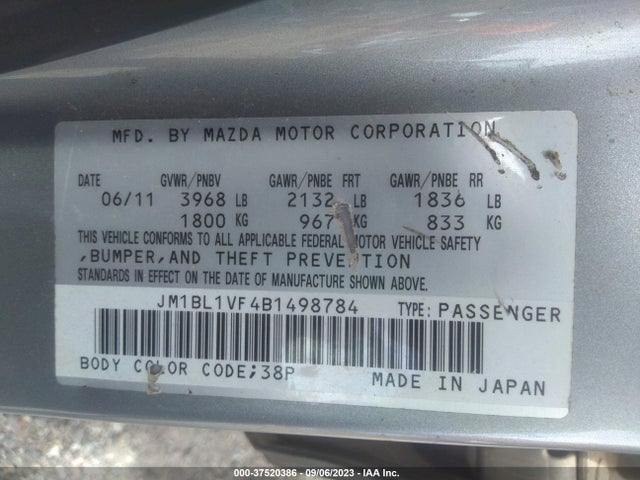 MFD. BY MAZDA MOTOR CORPORATION
DATE GVWR/PNBV GAWR/PNBE FRT GAWR/PNBE RR
06/11 3968 LB 2132 LB 1836 LB
1800 KG 967 KG 833 KG
THIS VEHICLE CONFORMS TO ALL APPLICABLE FEDERAL MOTOR VEHICLE SAFETY
,BUMPER,AND THEFT PREVENTION
STANDARDS IN EFFECT ON THE DATE OF MANUFACTURE SHOWN ABOVE.
JM1BL1VF4B1498784 TYPE: PASSENGER
BODY COLOR CODE;38P MADE IN JAPAN
000-37520386 - 09/06/2023 - IAA Inc.